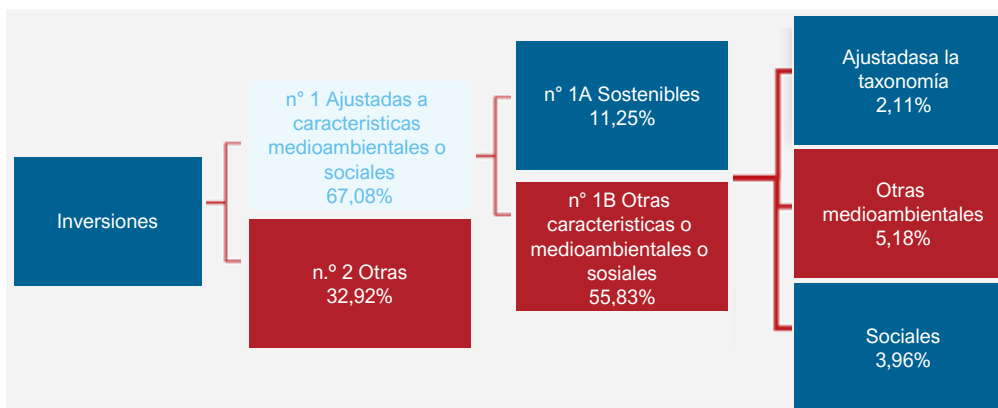 Inversiones
n° 1 Ajustadas a
caracteristicas
medioambientales o
sociales
67,08%
n.º 2 Otras
32,92%
n° 1A Sostenibles
11,25%
n° 1B Otras
caracteristicas o
medioambientales o
sosiales
55,83%
Ajustadasa la
taxonomía
2,11%
Otras
medioambientales
5,18%
Sociales
3,96%